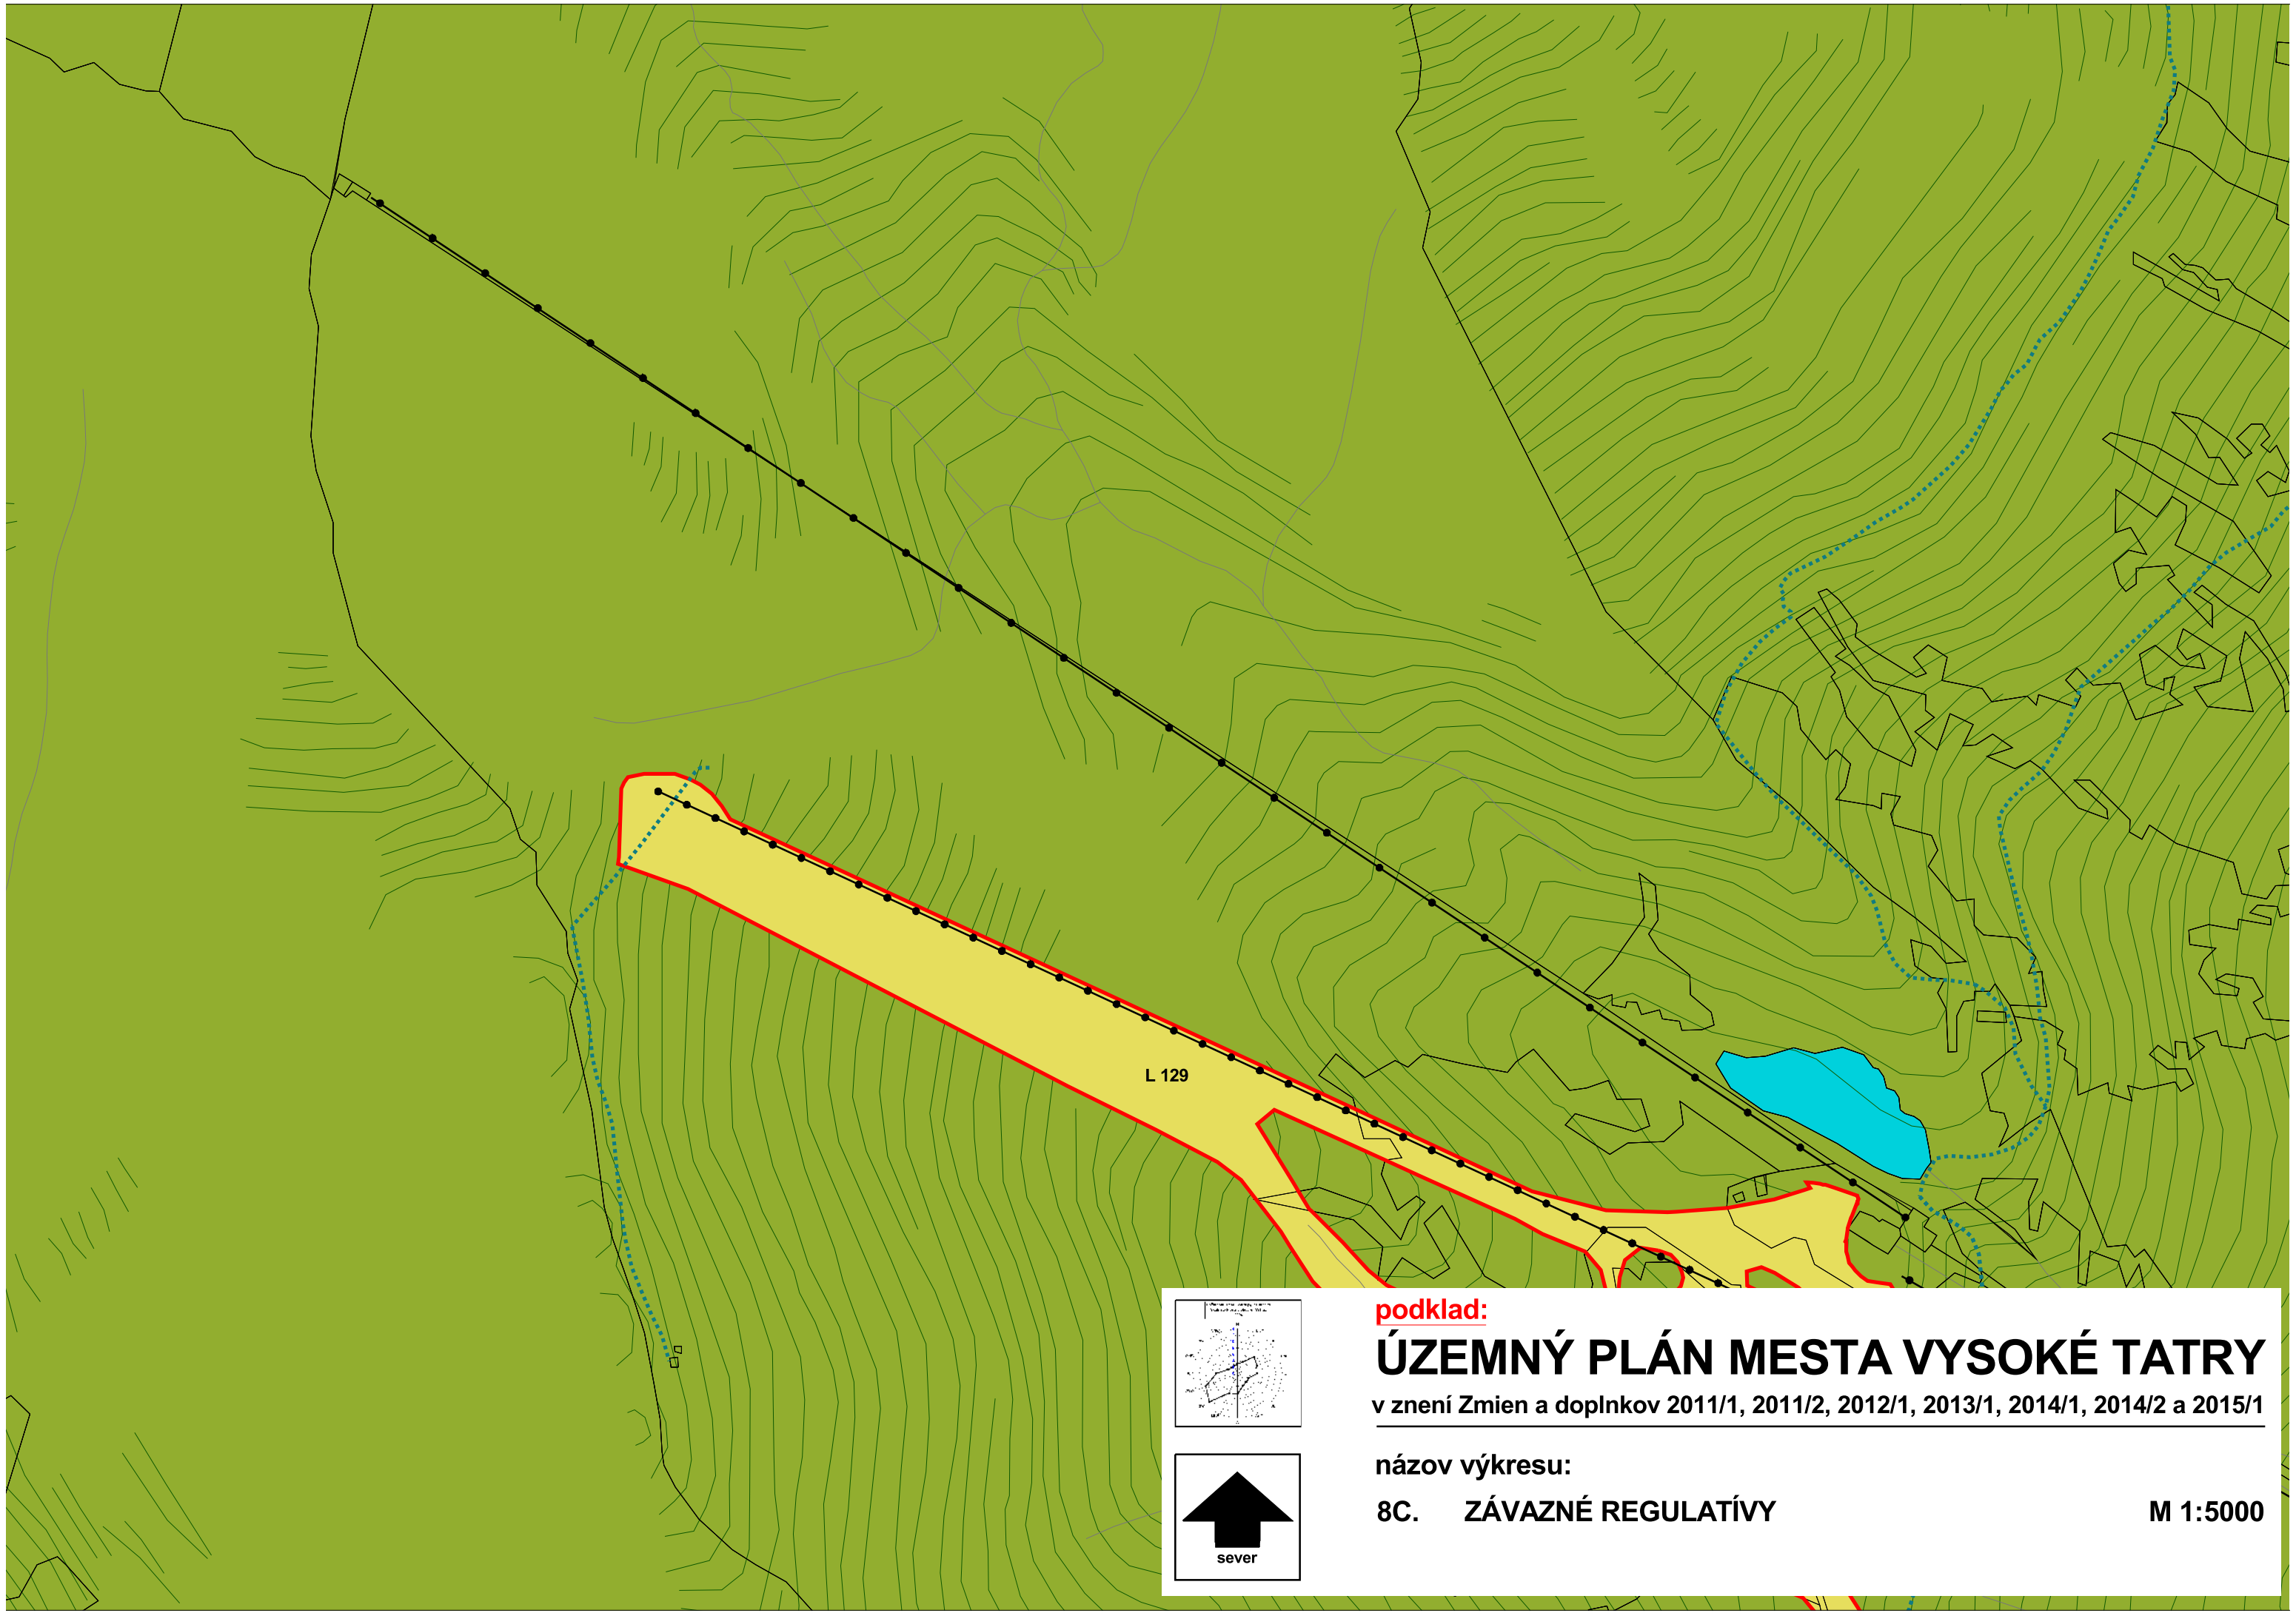 L 129
podklad:
ÚZEMNÝ PLÁN MESTA VYSOKÉ TATRY
v znení Zmien a doplnkov 2011/1, 2011/2, 2012/1, 2013/1, 2014/1, 2014/2 a 2015/1
názov výkresu:
8C. ZÁVAZNÉ REGULATÍVY M 1:5000
sever